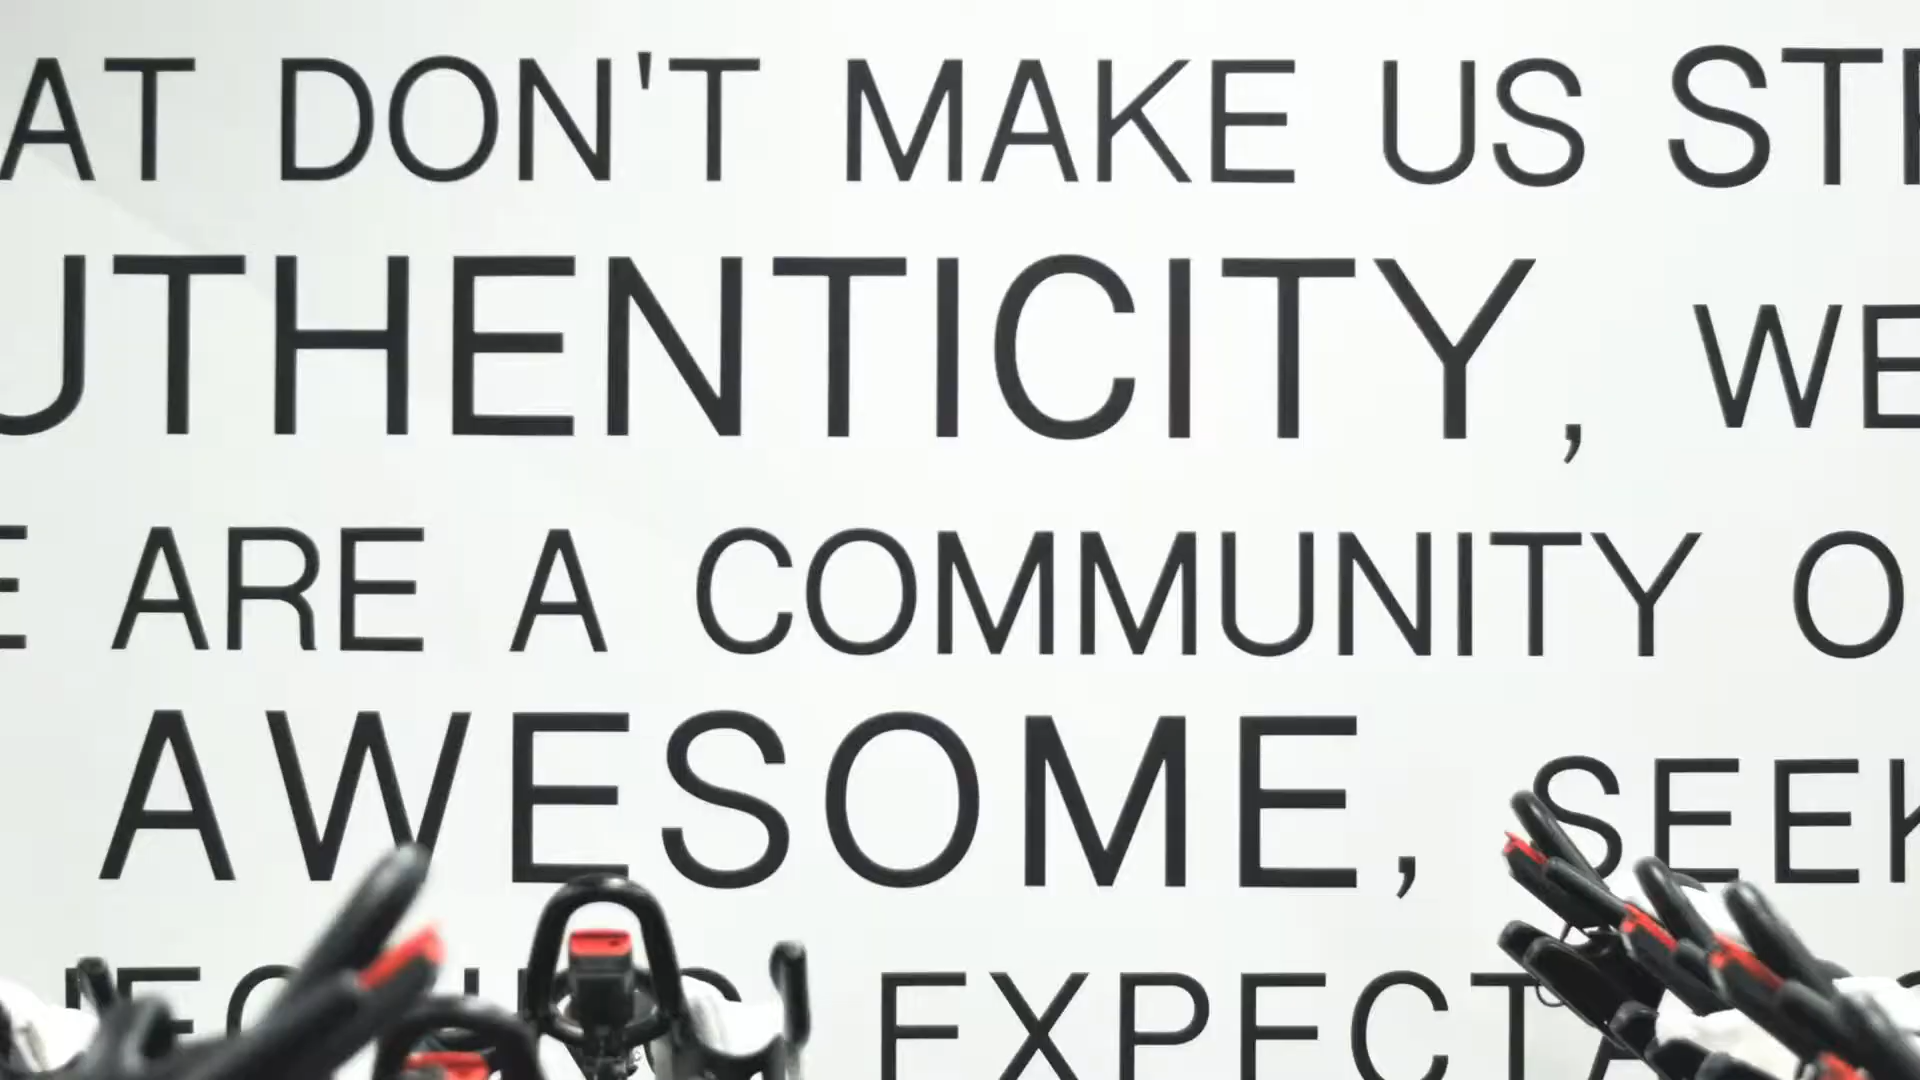 AT DON'T MAKE US ST
UTHENTICITY, WE
E ARE A COMMUNITY O
AWESOME, SEEK
EXPECTA